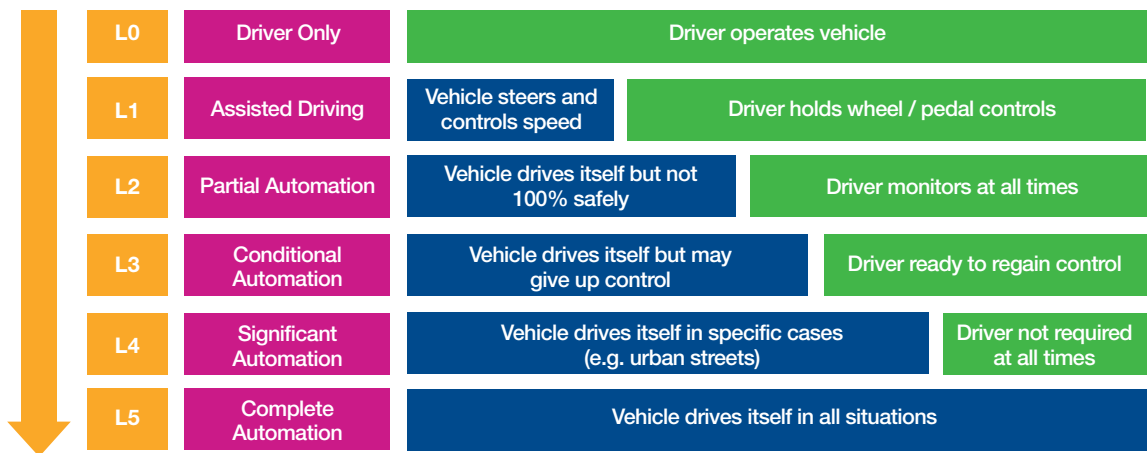 L0
Driver Only
Driver operates vehicle
L1
Assisted Driving
Vehicle steers and
controls speed
Driver holds wheel / pedal controls
L2
Partial Automation
Vehicle drives itself but not
100% safely
Driver monitors at all times
L3
Conditional
Automation
Vehicle drives itself but may
give up control
Driver ready to regain control
L4
Significant
Automation
Vehicle drives itself in specific cases
(e.g. urban streets)
Driver not required
at all times
L5
Complete
Automation
Vehicle drives itself in all situations